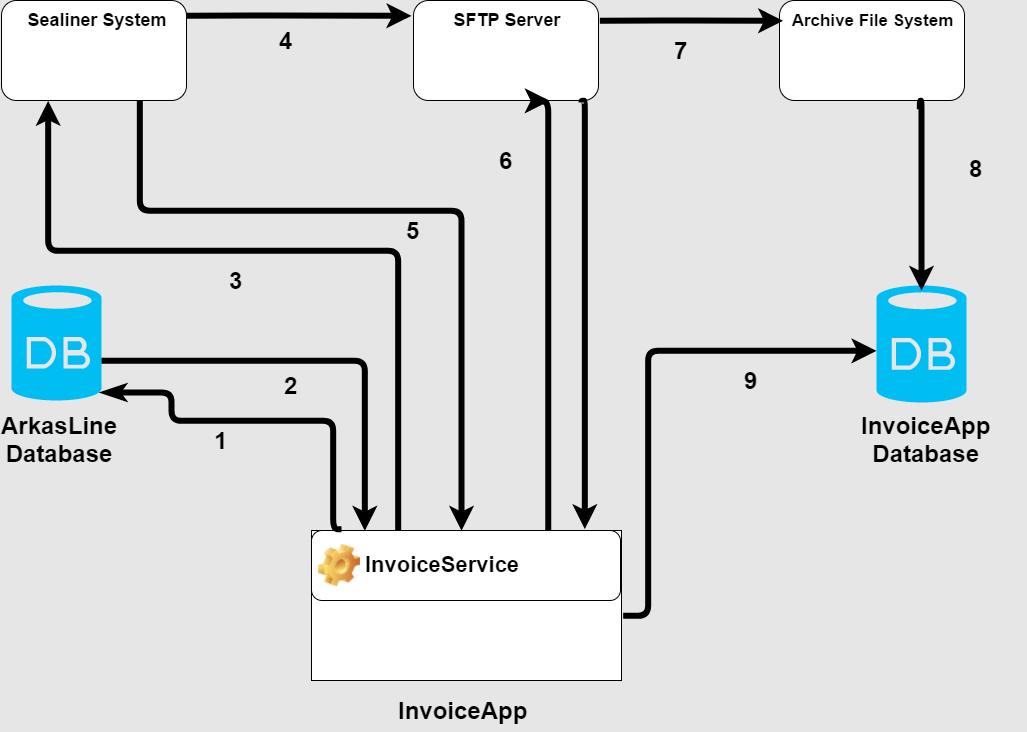 Sealiner System
SFTP Server
Archive File System
4
7
6
8
5
3
DB
DB
2
9
1
ArkasLine
Database
InvoiceApp
Database
InvoiceService
InvoiceApp